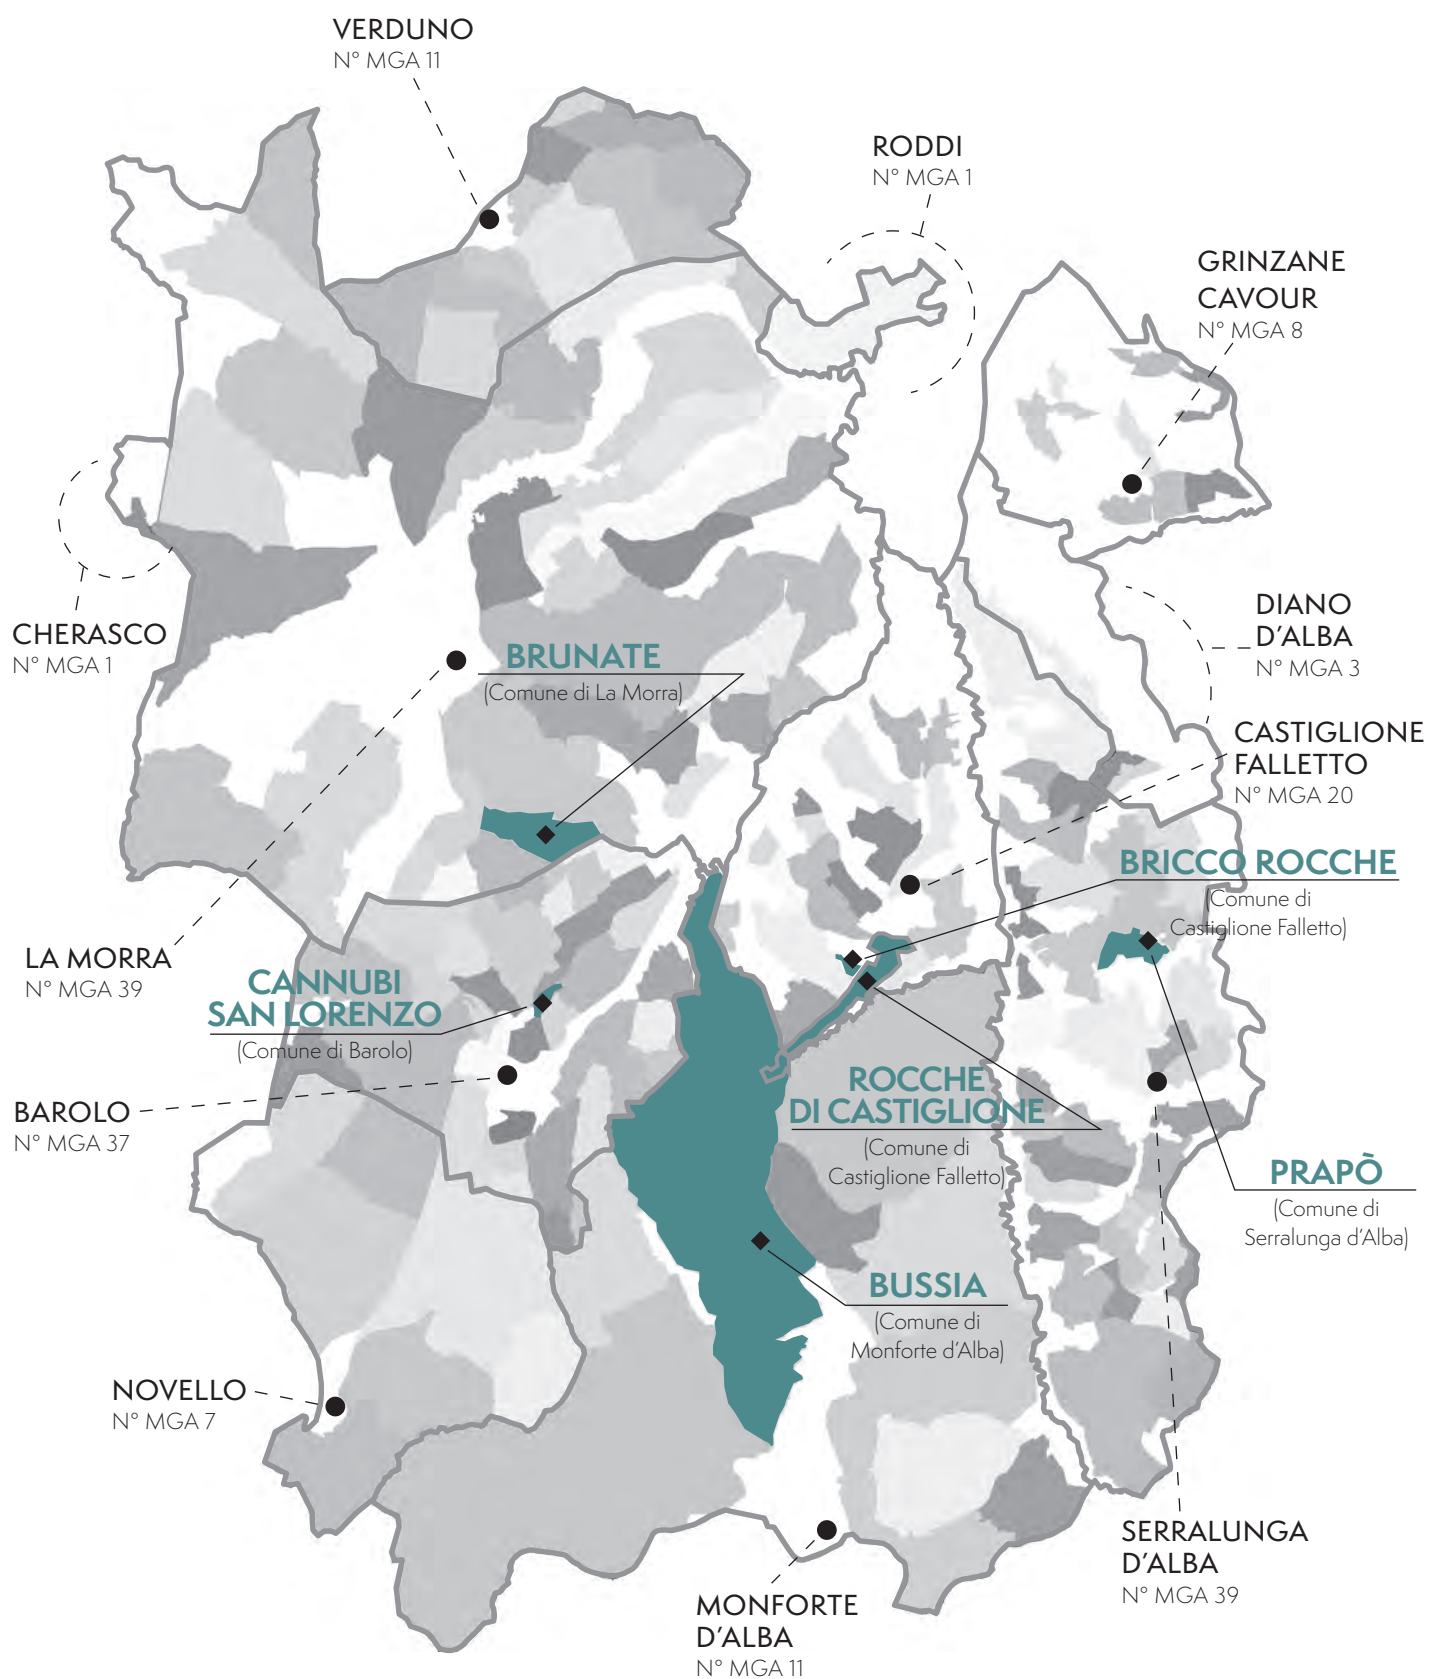 VERDUNO
N° MGA 11
RODDI
N° MGA 1
GRINZANE
CAVOUR
N° MGA 8
CHERASCO
N° MGA 1
DIANO
D'ALBA
N° MGA 3
BRUNATE
(Comune di La Morra)
CASTIGLIONE
FALLETTO
N° MGA 20
BRICCO ROCCHE
(Comune di
Castiglione Falletto)
LA MORRA
N° MGA 39
CANNUBI
SAN LORENZO
(Comune di Barolo)
BAROLO
N° MGA 37
ROCCHE
DI CASTIGLIONE
(Comune di
Castiglione Falletto)
PRAPÒ
(Comune di
Serralunga d'Alba)
BUSSIA
(Comune di
Monforte d'Alba)
NOVELLO
N° MGA 7
SERRALUNGA
D'ALBA
N° MGA 39
MONFORTE
D'ALBA
N° MGA 11